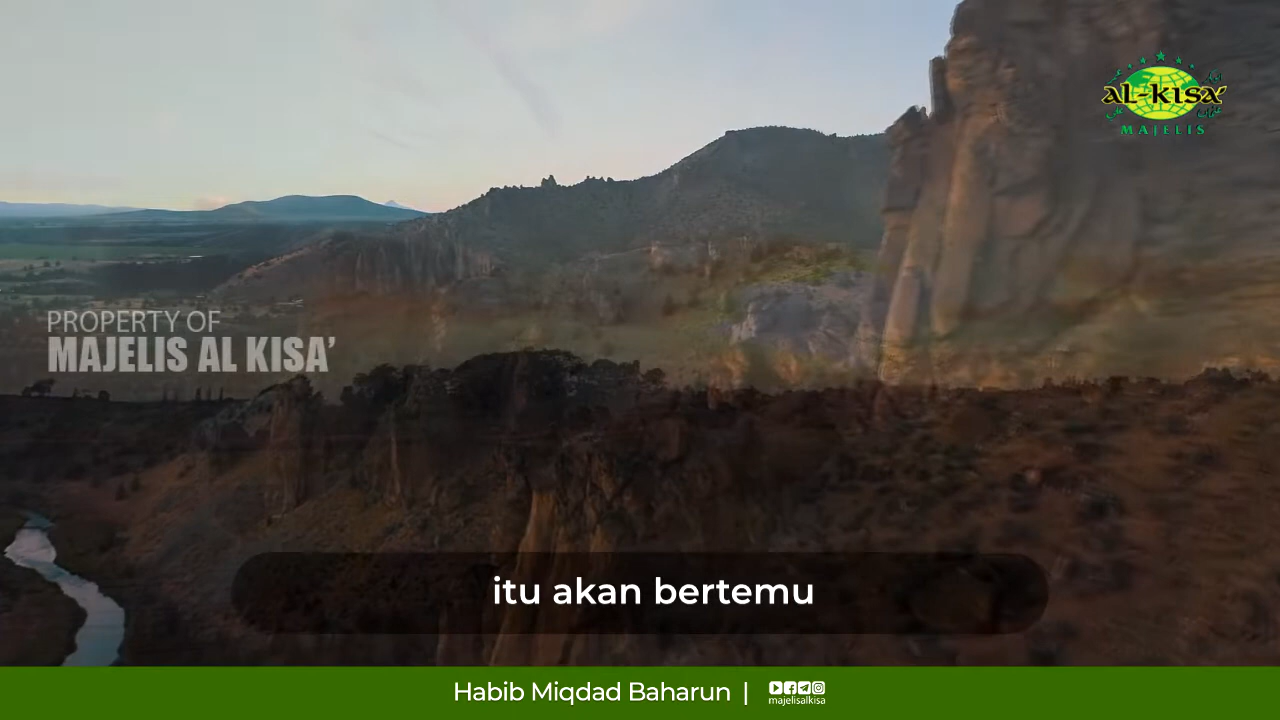 AL-KISA'
MAJELIS
PROPERTY OF
MAJELIS AL KISA'
itu akan bertemu
Habib Miqdad Baharun |
majelisalkisa